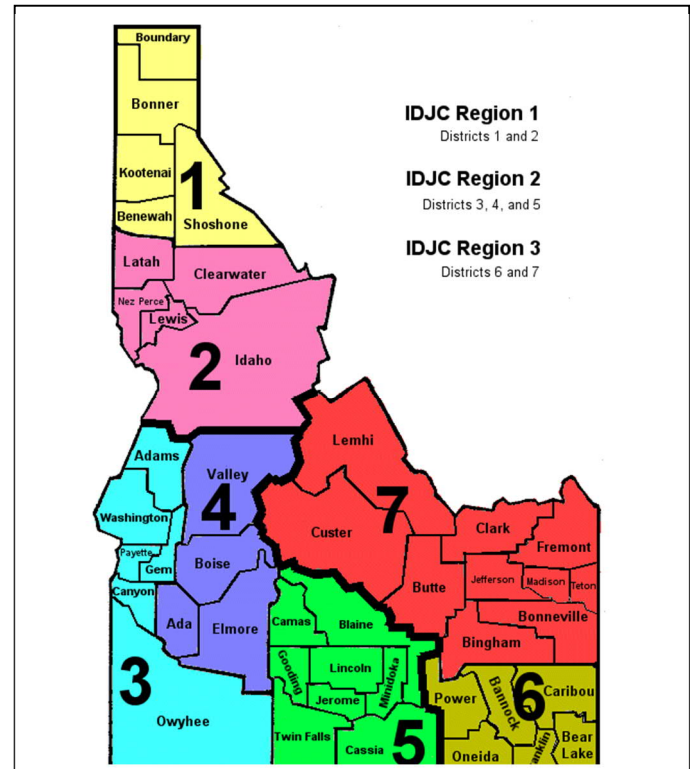 Boundary
Bonner
Kootenai
1
Benewah
Shoshone
IDJC Region 1
Districts 1 and 2
IDJC Region 2
Districts 3, 4, and 5
IDJC Region 3
Districts 6 and 7
Latah
Clearwater
Nez Perce
Lewis
2
Idaho
Adams
Valley
Washington
4
Payette
Gem
Boise
Canyon
Ada
Elmore
3
Owyhee
Lemhi
7
Custer
Clark
Fremont
Butte
Jefferson
Madison
Teton
Bonneville
Bingham
Camas
Blaine
Gooding
Lincoln
Minidoka
Jerome
Twin Falls
Cassia
5
Power
Bannock
6
Caribou
Oneida
anklin
Bear
Lake